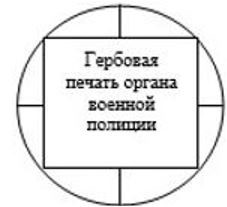 Гербовая
печать органа
военной
полиции